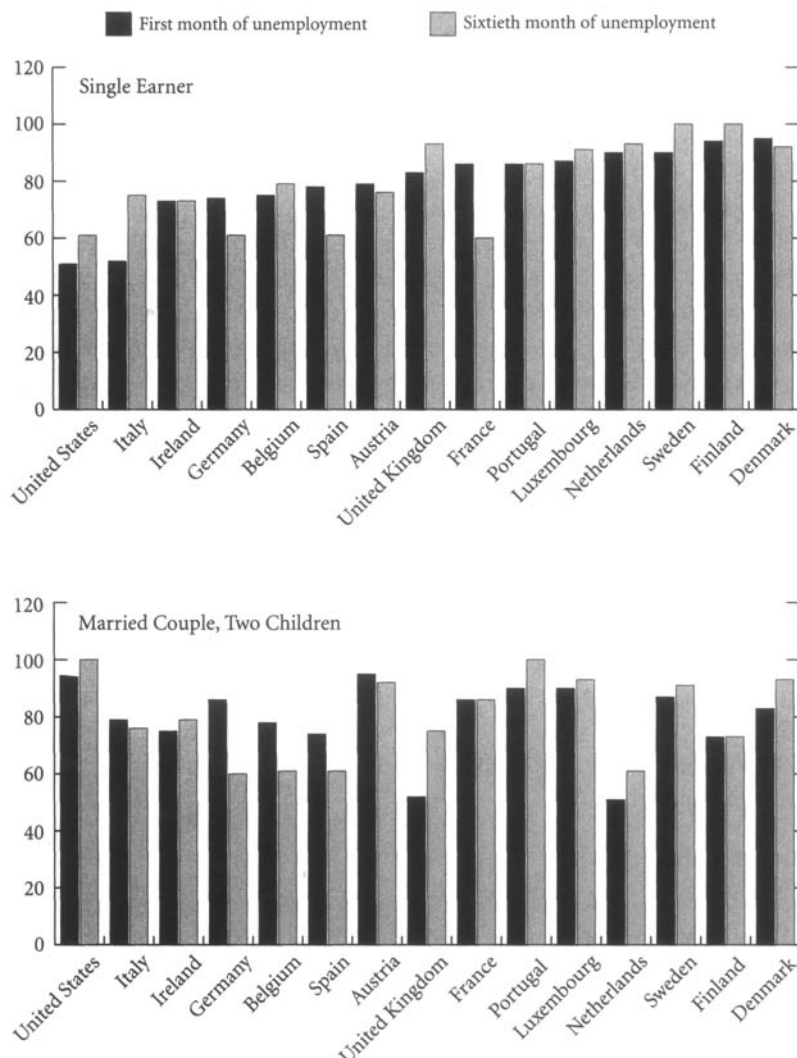 First month of unemployment
Sixtieth month of unemployment
120
Single Earner
100
80
60
40
20
0
United States
Italy
Ireland
Germany
Belgium
Spain
Austria
United Kingdom
France
Portugal
Luxembourg
Netherlands
Sweden
Finland
Denmark
120
Married Couple, Two Children
100
80
60
40
20
0
United States
Italy
Ireland
Germany
Belgium
Spain
Austria
United Kingdom
France
Portugal
Luxembourg
Netherlands
Sweden
Finland
Denmark